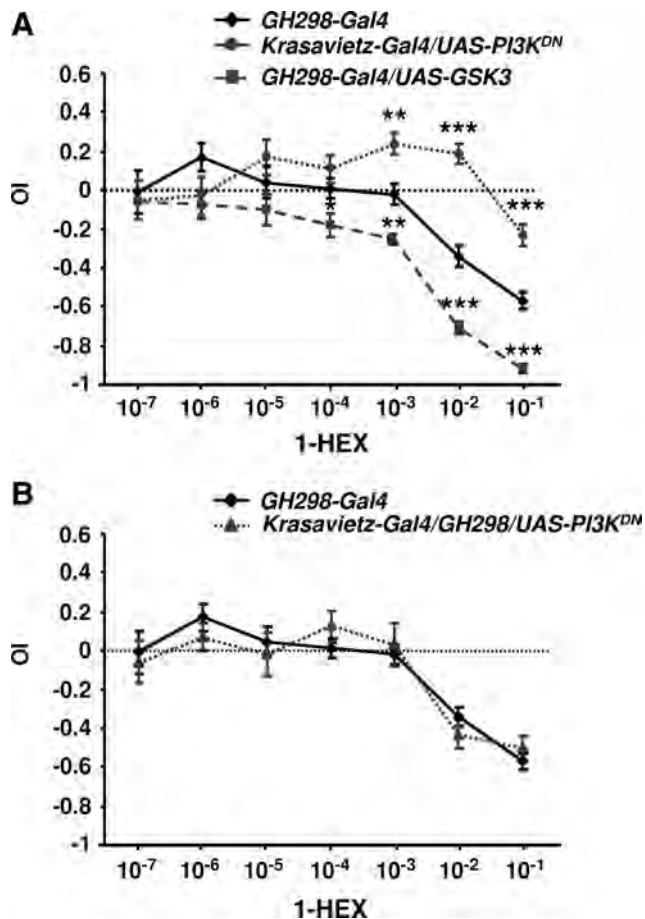 A
GH298-Gal4
Krasavietz-Gal4/UAS-PI3K^DN
GH298-Gal4/UAS-GSK3
0.6
0.4
0.2
0
-0.2
-0.4
-0.6
-0.8
-1
OI
** *** ***
* ** *** ***
10^-7 10^-6 10^-5 10^-4 10^-3 10^-2 10^-1
1-HEX
B
GH298-Gal4
Krasavietz-Gal4/GH298/UAS-PI3K^DN
0.6
0.4
0.2
0
-0.2
-0.4
-0.6
-0.8
-1
OI
10^-7 10^-6 10^-5 10^-4 10^-3 10^-2 10^-1
1-HEX